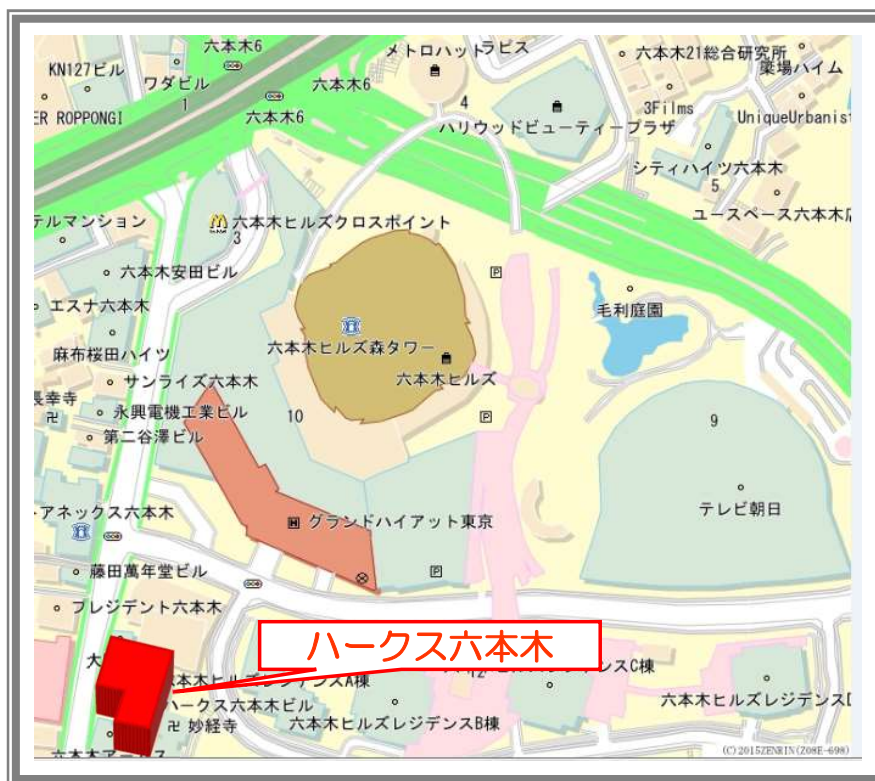 六本木6
メトロハット
ラピス
六本木21総合研究所
梁場ハイム
KN127ビル
ワダビル
1
六本木6
六本木6
4
3Films
ER ROPPONGI
ハリウッドビューティープラザ
UniqueUrbanist
シティハイツ六本木
5
テルマンション
六本木ヒルズクロスポイント
3
ユースペース六本木
六本木安田ビル
P
エスナ六本木
毛利庭園
麻布桜田ハイツ
六本木ヒルズ森タワー
サンライズ六本木
六本木ヒルズ
長幸寺
永興電機工業ビル
10
P
9
第二谷澤ビル
テレビ朝日
アネックス六本木
H グランドハイアット東京
藤田萬年堂ビル
P
プレジデント六本木
ハークス六本木
大
本木ヒルズレジデンスA棟
12
ンスC棟
ハークス六本木ビル
六本木ヒルズレジデンスD
卍 妙経寺
六本木ヒルズレジデンスB棟
(C)2015ZENRIN(Z08E-698)